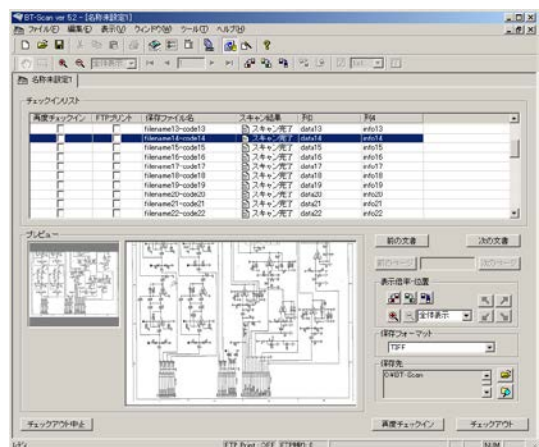 BT-Scan ver 5.2 - [名称未設定1]
ファイル(F) 編集(E) 表示(V) ウィンドウ(W) ツール(T) ヘルプ(H)
全体表示
名称未設定1
チェックインリスト
再度チェックイン FTPプリント 保存ファイル名 スキャン結果 列3 列4
filename13-code13 スキャン完了 data13 info13
filename14-code14 スキャン完了 data14 info14
filename15-code15 スキャン完了 data15 info15
filename16-code16 スキャン完了 data16 info16
filename17-code17 スキャン完了 data17 info17
filename18-code18 スキャン完了 data18 info18
filename19-code19 スキャン完了 data19 info19
filename20-code20 スキャン完了 data20 info20
filename21-code21 スキャン完了 data21 info21
filename22-code22 スキャン完了 data22 info22
プレビュー
前の文書 次の文書
前のページ 次のページ
表示倍率・位置
全体表示
保存フォーマット
TIFF
保存先
チェックアウト中止 再度チェックイン チェックアウト
レディ FTP Print : OFF NUM